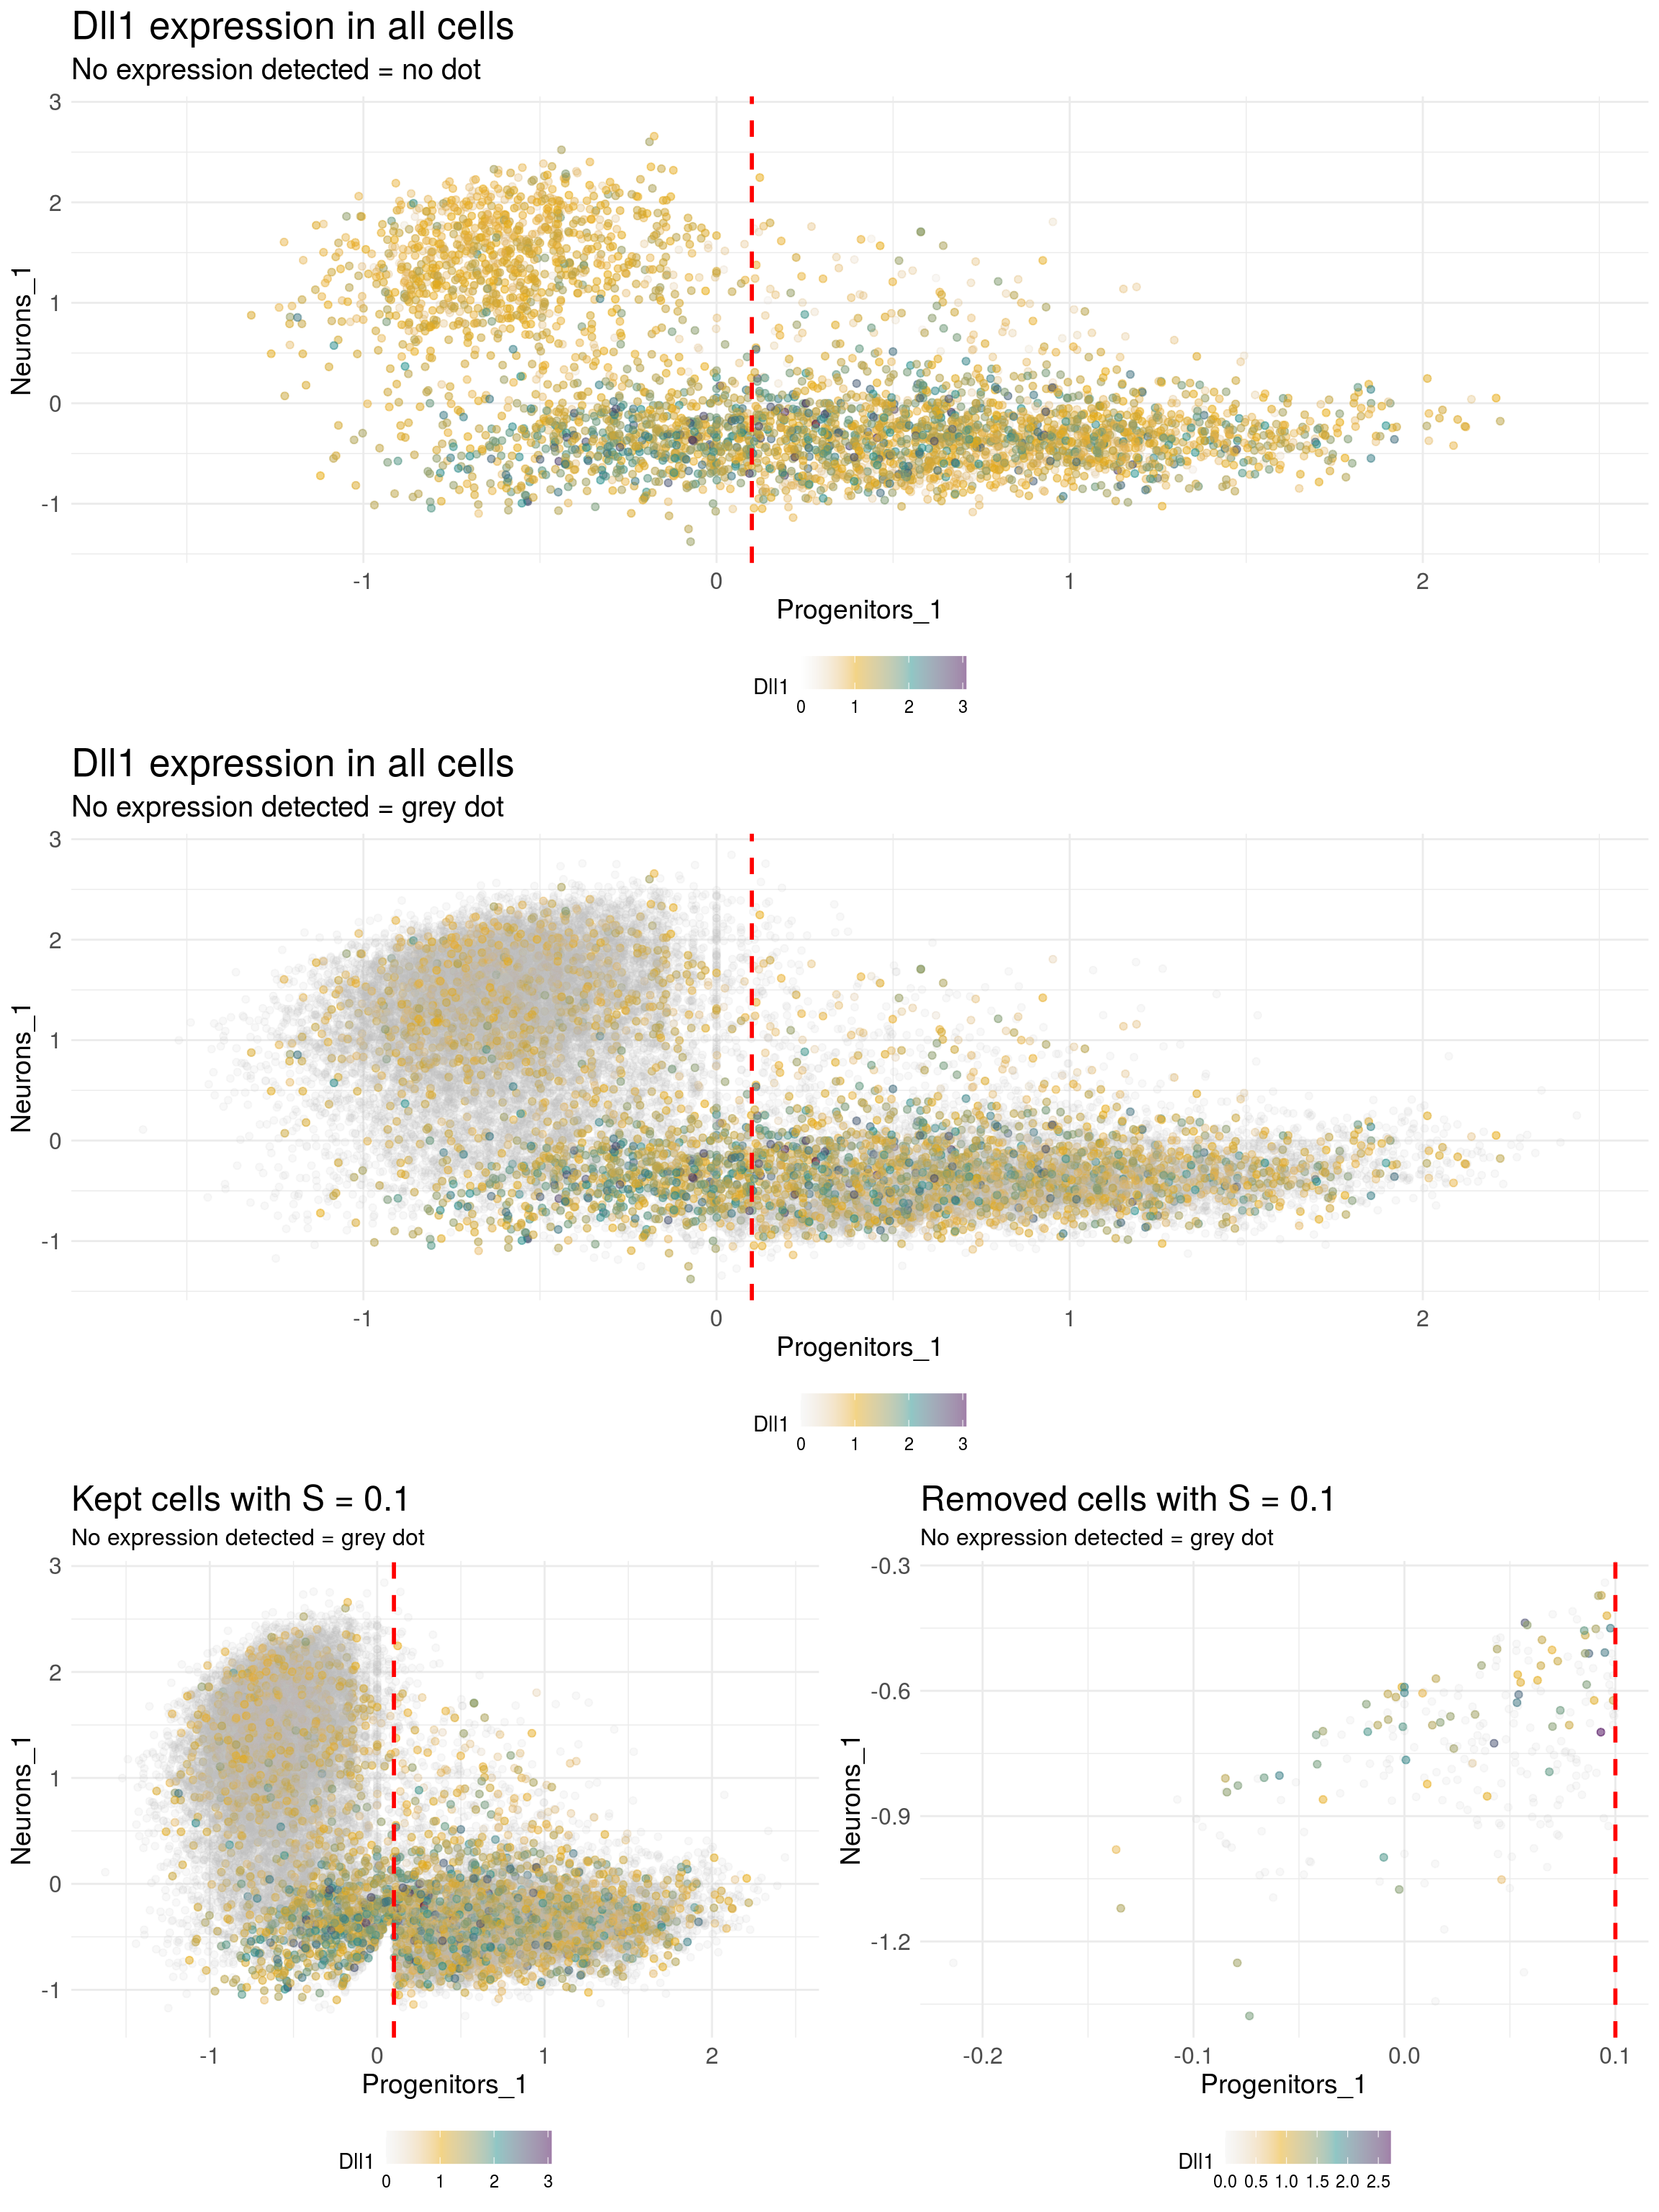 Dll1 expression in all cells
No expression detected = no dot
3
2
1
0
-1
Neurons_1
-1 0 1 2
Progenitors_1
Dll1
0 1 2 3
Dll1 expression in all cells
No expression detected = grey dot
3
2
1
0
-1
Neurons_1
-1 0 1 2
Progenitors_1
Dll1
0 1 2 3
Kept cells with S = 0.1
No expression detected = grey dot
3
2
1
0
-1
Neurons_1
-1 0 1 2
Progenitors_1
Dll1
0 1 2 3
Removed cells with S = 0.1
No expression detected = grey dot
-0.3
-0.6
-0.9
-1.2
Neurons_1
-0.2 -0.1 0.0 0.1
Progenitors_1
Dll1
0.0 0.5 1.0 1.5 2.0 2.5